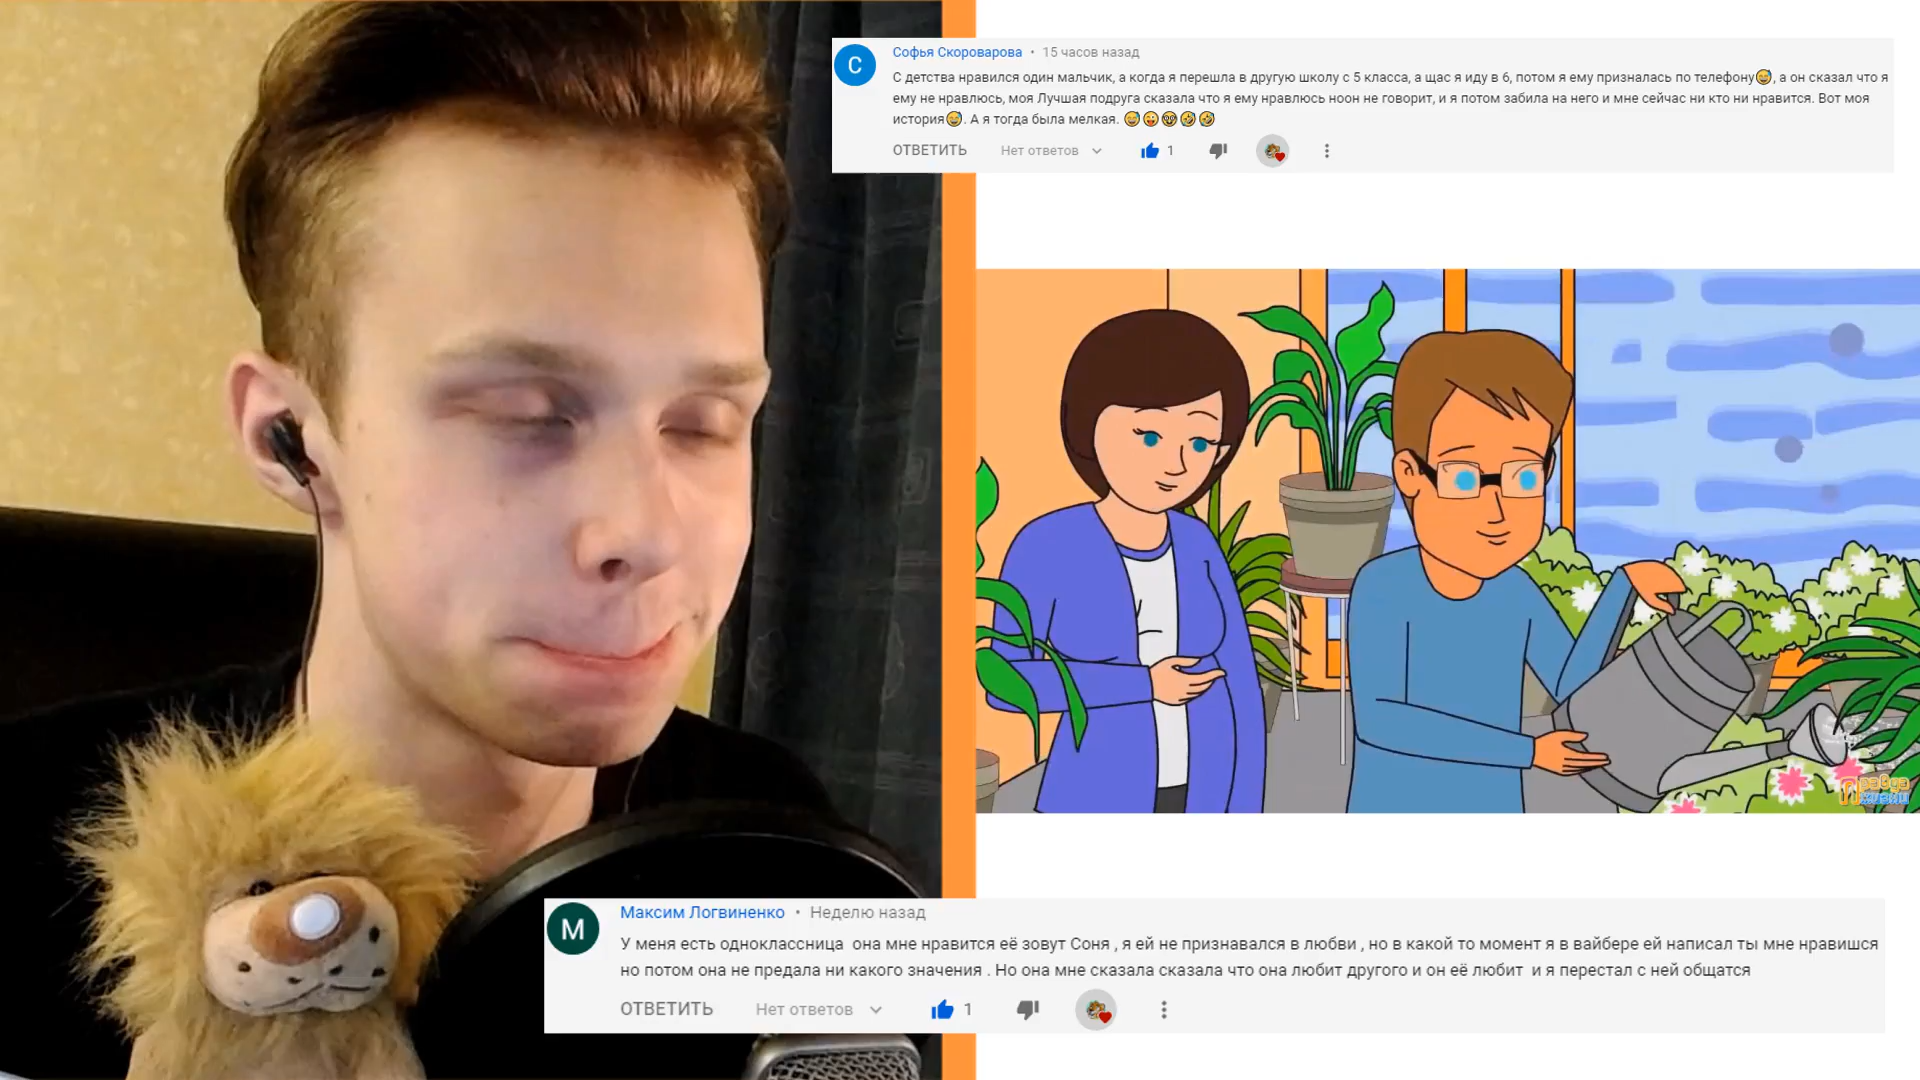 С
Софья Скороварова • 15 часов назад
С детства нравился один мальчик, а когда я перешла в другую школу с 5 класса, а щас я иду в 6, потом я ему призналась по телефону😅, а он сказал что я
ему не нравлюсь, моя Лучшая подруга сказала что я ему нравлюсь ноон не говорит, и я потом забила на него и мне сейчас ни кто ни нравится. Вот моя
история😅. А я тогда была мелкая. 😅😜🤓🤣🤣
ОТВЕТИТЬ Нет ответов 1
Правда
жизни
М
Максим Логвиненко • Неделю назад
У меня есть одноклассница она мне нравится её зовут Соня , я ей не признавался в любви , но в какой то момент я в вайбере ей написал ты мне нравишся
но потом она не предала ни какого значения . Но она мне сказала сказала что она любит другого и он её любит и я перестал с ней общатся
ОТВЕТИТЬ Нет ответов 1